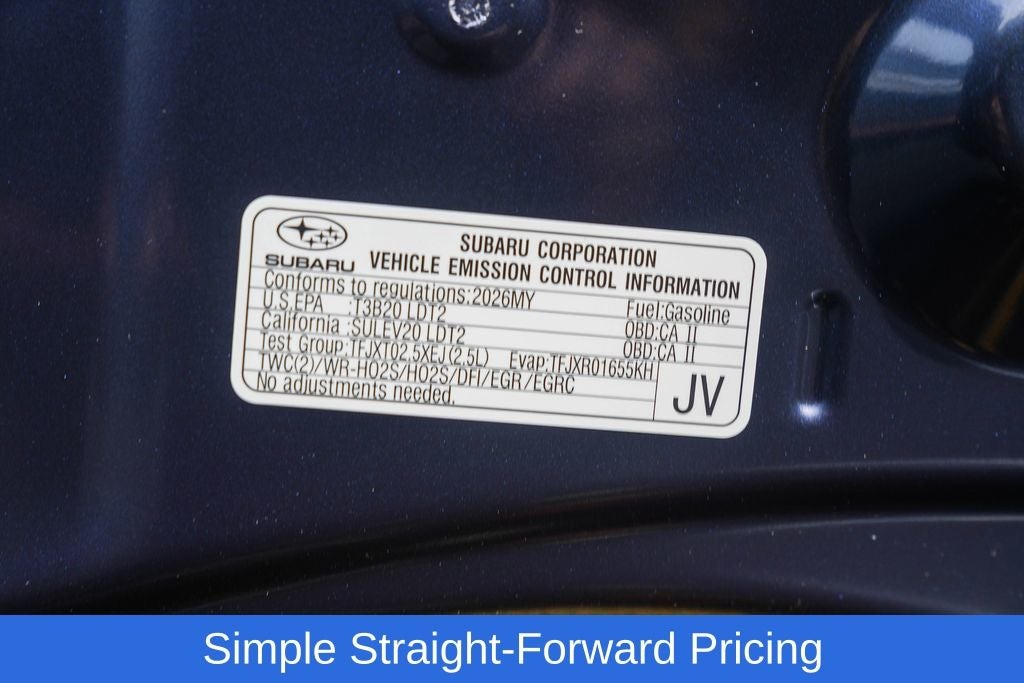 SUBARU
SUBARU CORPORATION
VEHICLE EMISSION CONTROL INFORMATION
Conforms to regulations:2026MY Fuel:Gasoline
U.S.EPA :T3B20 LDT2 OBD:CA II
California :SULEV20 LDT2 OBD:CA II
Test Group:TFJXT02.5XEJ(2.5L) Evap:TFJXR01655KH
TWC(2)/WR-HO2S/HO2S/DFI/EGR/EGRC
No adjustments needed.
JV
Simple Straight-Forward Pricing